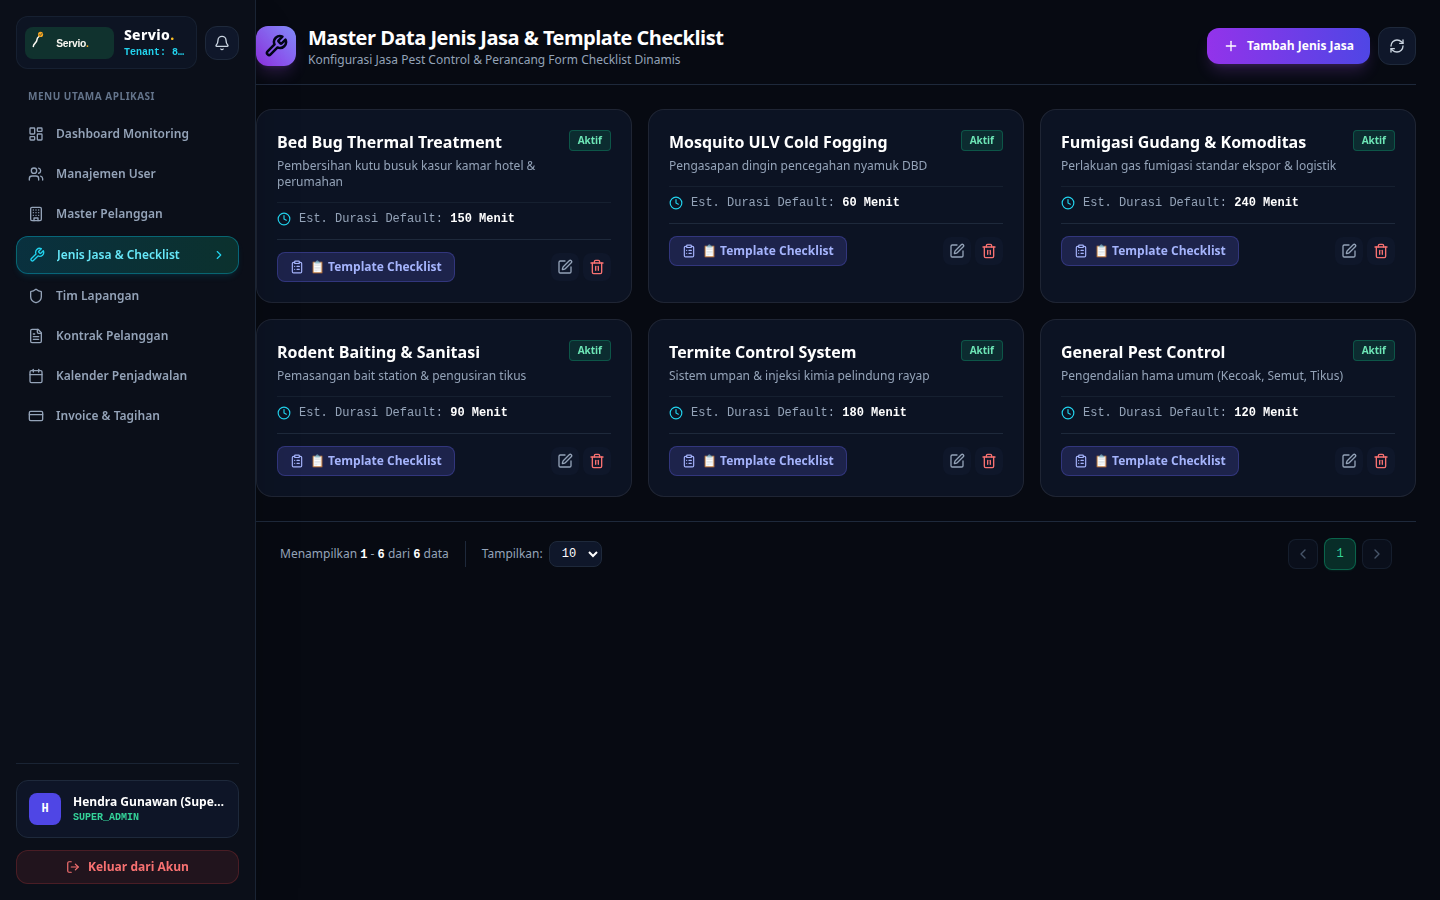 Servio.
Servio.
Tenant: 8…
MENU UTAMA APLIKASI
Dashboard Monitoring
Manajemen User
Master Pelanggan
Jenis Jasa & Checklist
Tim Lapangan
Kontrak Pelanggan
Kalender Penjadwalan
Invoice & Tagihan
H
Hendra Gunawan (Supe…
SUPER_ADMIN
Keluar dari Akun
Master Data Jenis Jasa & Template Checklist
Konfigurasi Jasa Pest Control & Perancang Form Checklist Dinamis
+ Tambah Jenis Jasa
Bed Bug Thermal Treatment
Aktif
Pembersihan kutu busuk kasur kamar hotel &
perumahan
Est. Durasi Default: 150 Menit
📋 Template Checklist
Mosquito ULV Cold Fogging
Aktif
Pengasapan dingin pencegahan nyamuk DBD
Est. Durasi Default: 60 Menit
📋 Template Checklist
Fumigasi Gudang & Komoditas
Aktif
Perlakuan gas fumigasi standar ekspor & logistik
Est. Durasi Default: 240 Menit
📋 Template Checklist
Rodent Baiting & Sanitasi
Aktif
Pemasangan bait station & pengusiran tikus
Est. Durasi Default: 90 Menit
📋 Template Checklist
Termite Control System
Aktif
Sistem umpan & injeksi kimia pelindung rayap
Est. Durasi Default: 180 Menit
📋 Template Checklist
General Pest Control
Aktif
Pengendalian hama umum (Kecoak, Semut, Tikus)
Est. Durasi Default: 120 Menit
📋 Template Checklist
Menampilkan 1 - 6 dari 6 data
Tampilkan: 10
1